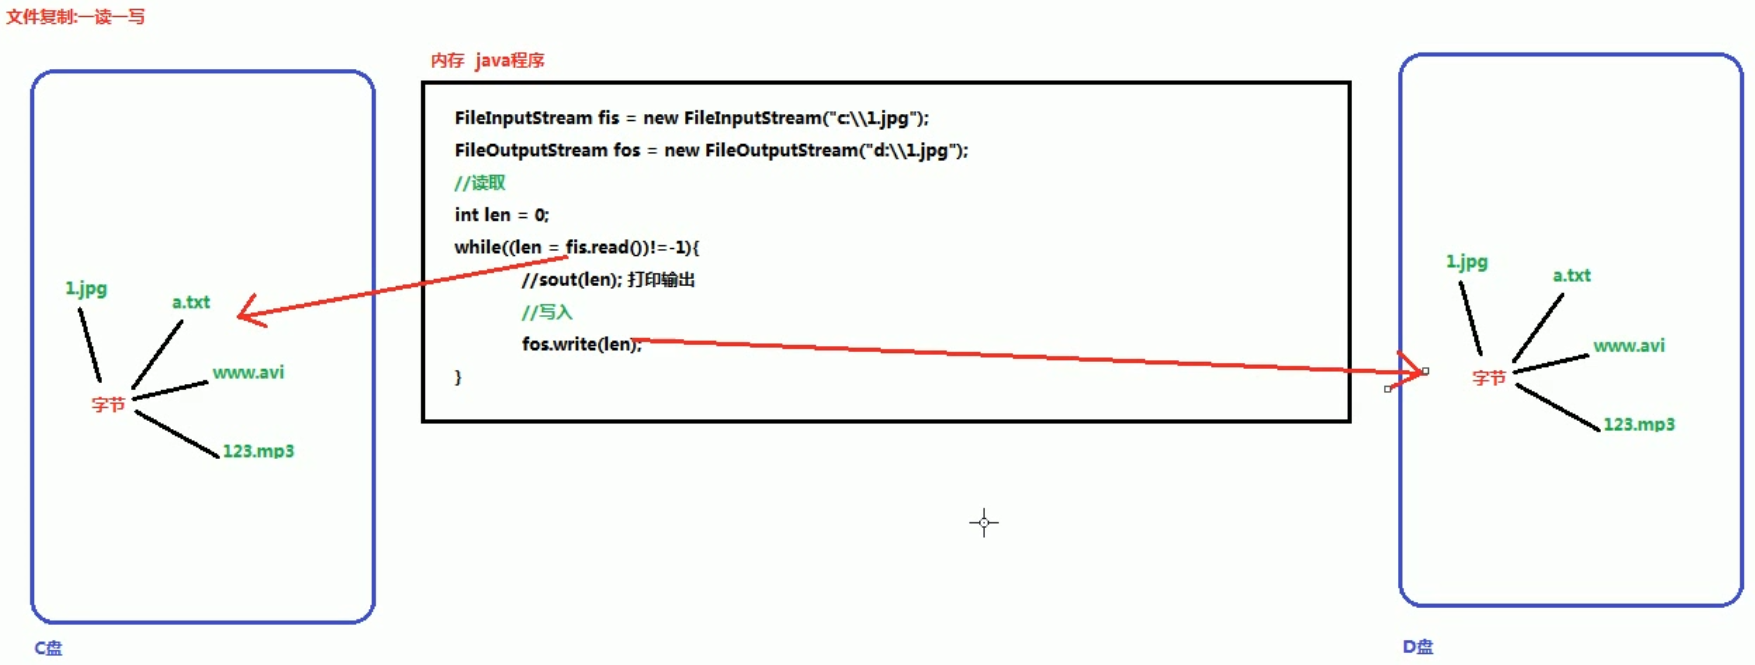 文件复制:一读一写
内存 java程序
FileInputStream fis = new FileInputStream("c:\\1.jpg");
FileOutputStream fos = new FileOutputStream("d:\\1.jpg");
//读取
int len = 0;
while((len = fis.read())!=-1){
//sout(len); 打印输出
//写入
fos.write(len);
}
1.jpg
a.txt
www.avi
字节
123.mp3
C盘
1.jpg
a.txt
www.avi
字节
123.mp3
D盘